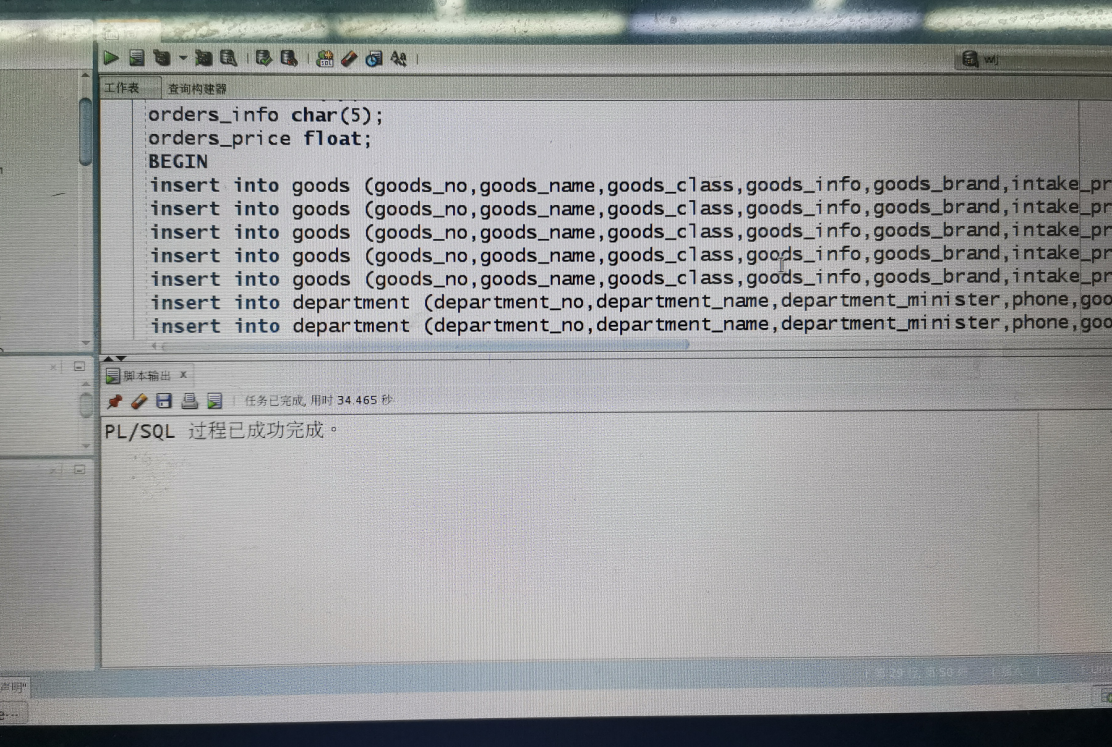 wlj
工作表 查询构建器
orders_info char(5);
orders_price float;
BEGIN
insert into goods (goods_no,goods_name,goods_class,goods_info,goods_brand,intake_pr
insert into goods (goods_no,goods_name,goods_class,goods_info,goods_brand,intake_pr
insert into goods (goods_no,goods_name,goods_class,goods_info,goods_brand,intake_pr
insert into goods (goods_no,goods_name,goods_class,goods_info,goods_brand,intake_pr
insert into goods (goods_no,goods_name,goods_class,goods_info,goods_brand,intake_pr
insert into department (department_no,department_name,department_minister,phone,goo
insert into department (department_no,department_name,department_minister,phone,goo
脚本输出 x
任务已完成, 用时 34.465 秒
PL/SQL 过程已成功完成。
声明"